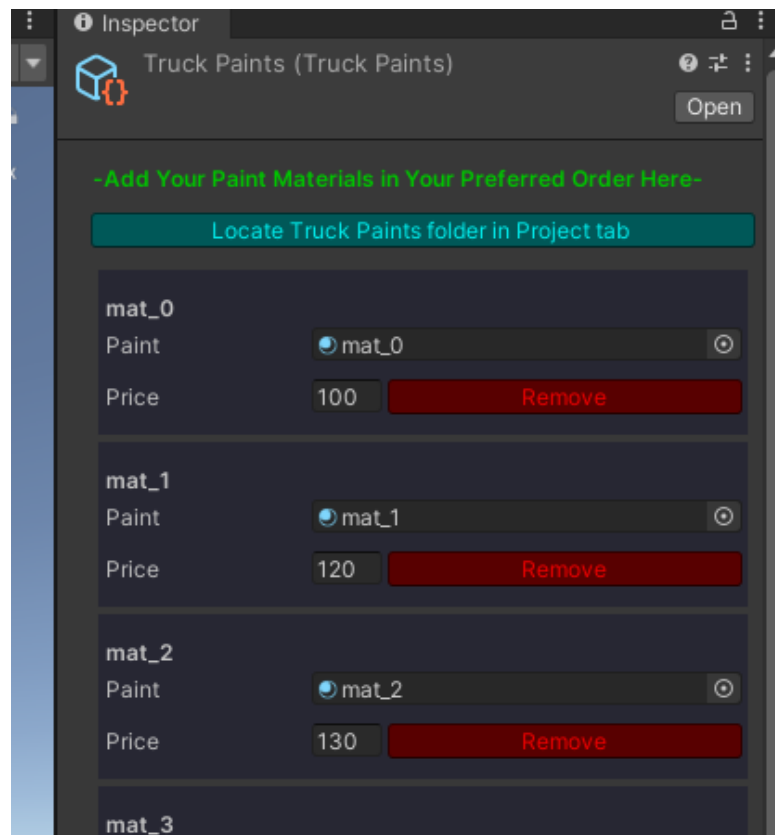 Inspector
Truck Paints (Truck Paints)
Open
-Add Your Paint Materials in Your Preferred Order Here-
Locate Truck Paints folder in Project tab
mat_0
Paint mat_0
Price 100 Remove
mat_1
Paint mat_1
Price 120 Remove
mat_2
Paint mat_2
Price 130 Remove
mat_3